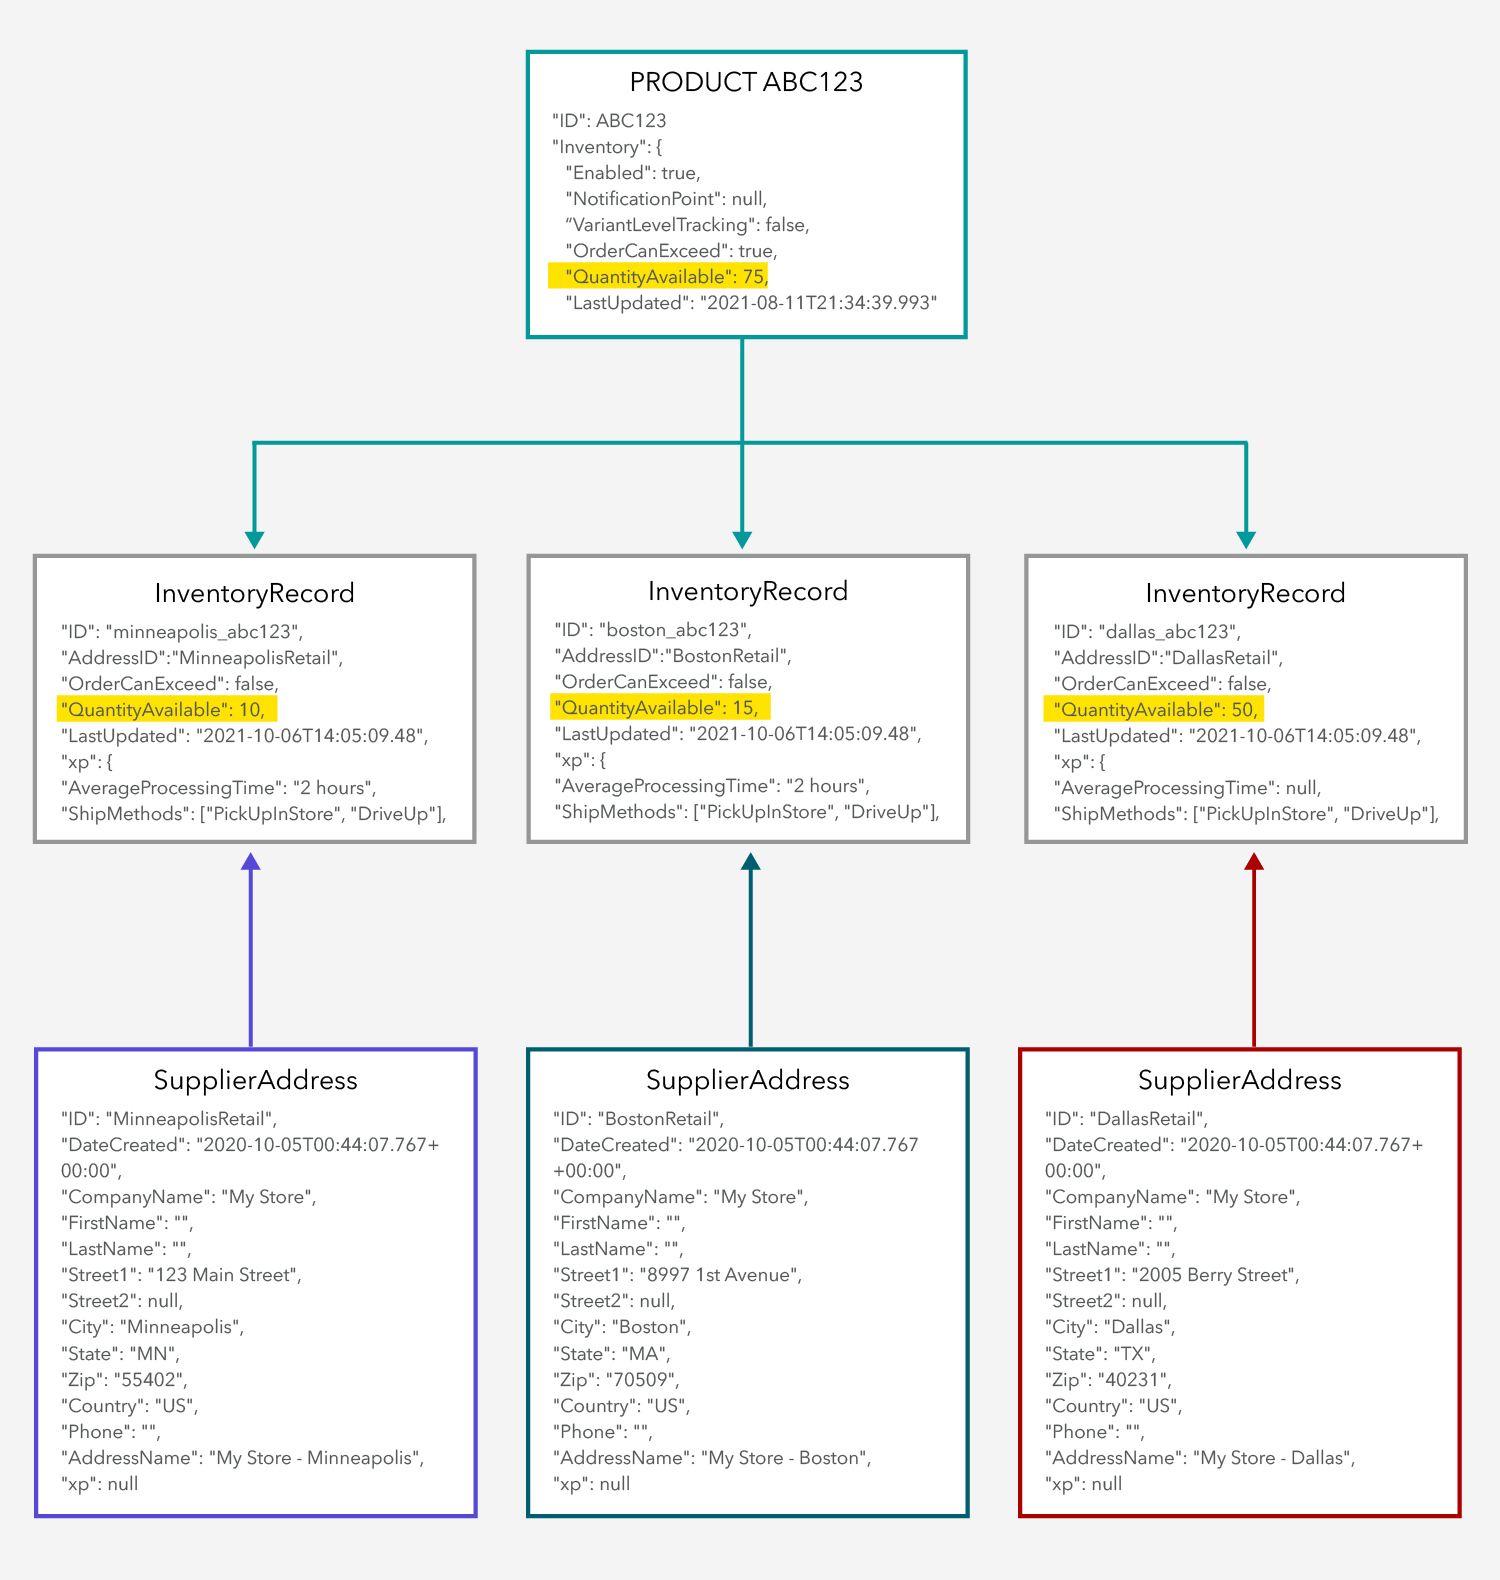 PRODUCT ABC123
"ID": ABC123
"Inventory": {
"Enabled": true,
"NotificationPoint": null,
“VariantLevelTracking": false,
"OrderCanExceed": true,
"QuantityAvailable": 75,
"LastUpdated": "2021-08-11T21:34:39.993"
InventoryRecord
"ID": "minneapolis_abc123",
"AddressID":"MinneapolisRetail",
"OrderCanExceed": false,
"QuantityAvailable": 10,
"LastUpdated": "2021-10-06T14:05:09.48",
"xp": {
"AverageProcessingTime": "2 hours",
"ShipMethods": ["PickUpInStore", "DriveUp"],
InventoryRecord
"ID": "boston_abc123",
"AddressID":"BostonRetail",
"OrderCanExceed": false,
"QuantityAvailable": 15,
"LastUpdated": "2021-10-06T14:05:09.48",
"xp": {
"AverageProcessingTime": "2 hours",
"ShipMethods": ["PickUpInStore", "DriveUp"],
InventoryRecord
"ID": "dallas_abc123",
"AddressID":"DallasRetail",
"OrderCanExceed": false,
"QuantityAvailable": 50,
"LastUpdated": "2021-10-06T14:05:09.48",
"xp": {
"AverageProcessingTime": null,
"ShipMethods": ["PickUpInStore", "DriveUp"],
SupplierAddress
"ID": "MinneapolisRetail",
"DateCreated": "2020-10-05T00:44:07.767+
00:00",
"CompanyName": "My Store",
"FirstName": "",
"LastName": "",
"Street1": "123 Main Street",
"Street2": null,
"City": "Minneapolis",
"State": "MN",
"Zip": "55402",
"Country": "US",
"Phone": "",
"AddressName": "My Store - Minneapolis",
"xp": null
SupplierAddress
"ID": "BostonRetail",
"DateCreated": "2020-10-05T00:44:07.767
+00:00",
"CompanyName": "My Store",
"FirstName": "",
"LastName": "",
"Street1": "8997 1st Avenue",
"Street2": null,
"City": "Boston",
"State": "MA",
"Zip": "70509",
"Country": "US",
"Phone": "",
"AddressName": "My Store - Boston",
"xp": null
SupplierAddress
"ID": "DallasRetail",
"DateCreated": "2020-10-05T00:44:07.767+
00:00",
"CompanyName": "My Store",
"FirstName": "",
"LastName": "",
"Street1": "2005 Berry Street",
"Street2": null,
"City": "Dallas",
"State": "TX",
"Zip": "40231",
"Country": "US",
"Phone": "",
"AddressName": "My Store - Dallas",
"xp": null